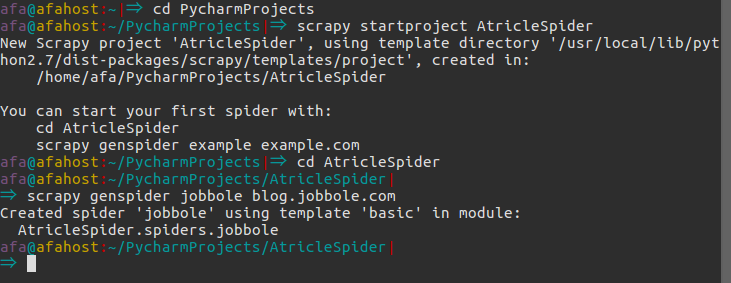 afa@afahost:~|⇒ cd PycharmProjects
afa@afahost:~/PycharmProjects|⇒ scrapy startproject AtricleSpider
New Scrapy project 'AtricleSpider', using template directory '/usr/local/lib/pyt
hon2.7/dist-packages/scrapy/templates/project', created in:
    /home/afa/PycharmProjects/AtricleSpider

You can start your first spider with:
    cd AtricleSpider
    scrapy genspider example example.com
afa@afahost:~/PycharmProjects|⇒ cd AtricleSpider
afa@afahost:~/PycharmProjects/AtricleSpider|
⇒ scrapy genspider jobbole blog.jobbole.com
Created spider 'jobbole' using template 'basic' in module:
  AtricleSpider.spiders.jobbole
afa@afahost:~/PycharmProjects/AtricleSpider|
⇒